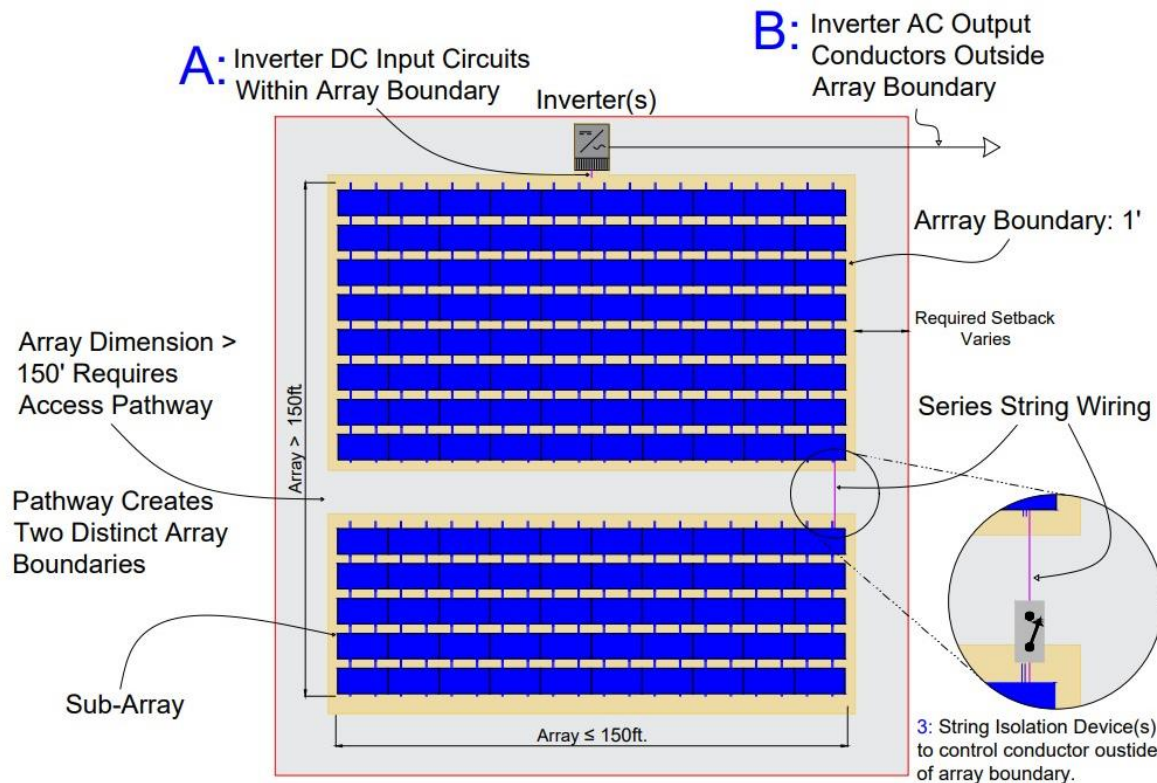 A: Inverter DC Input Circuits
Within Array Boundary
B: Inverter AC Output
Conductors Outside
Array Boundary
Inverter(s)
Arrray Boundary: 1'
Required Setback
Varies
Array Dimension >
150' Requires
Access Pathway
Array > 150ft.
Series String Wiring
Pathway Creates
Two Distinct Array
Boundaries
Sub-Array
Array ≤ 150ft.
3: String Isolation Device(s)
to control conductor oustide
of array boundary.